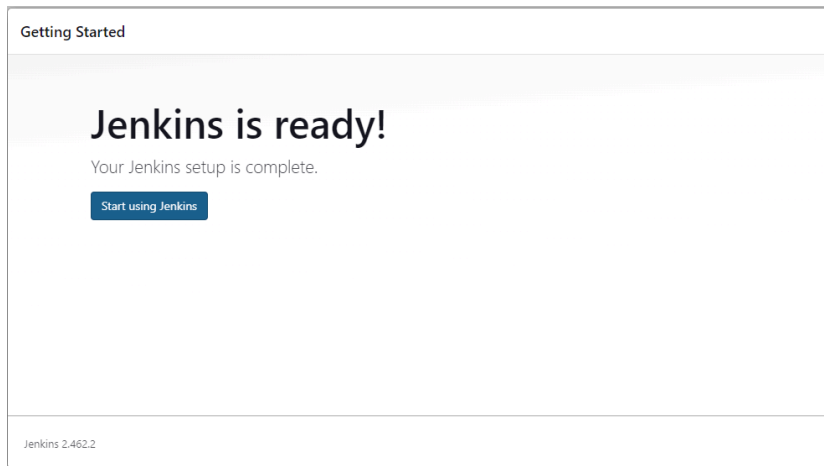 Getting Started
Jenkins is ready!
Your Jenkins setup is complete.
Start using Jenkins
Jenkins 2.462.2